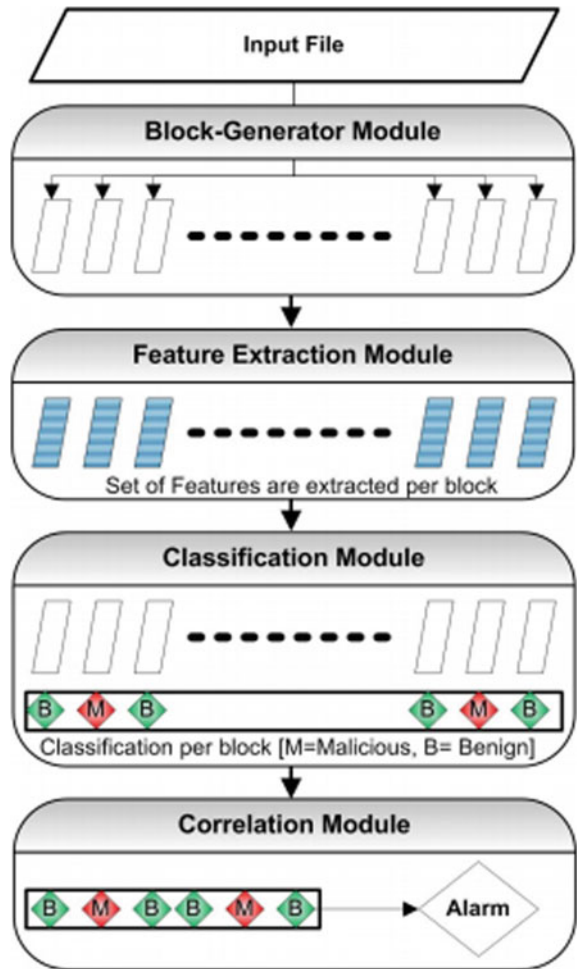 Input File
Block-Generator Module
Feature Extraction Module
Set of Features are extracted per block
Classification Module
B M B B M B
Classification per block [M=Malicious, B= Benign]
Correlation Module
B M B B M B
Alarm